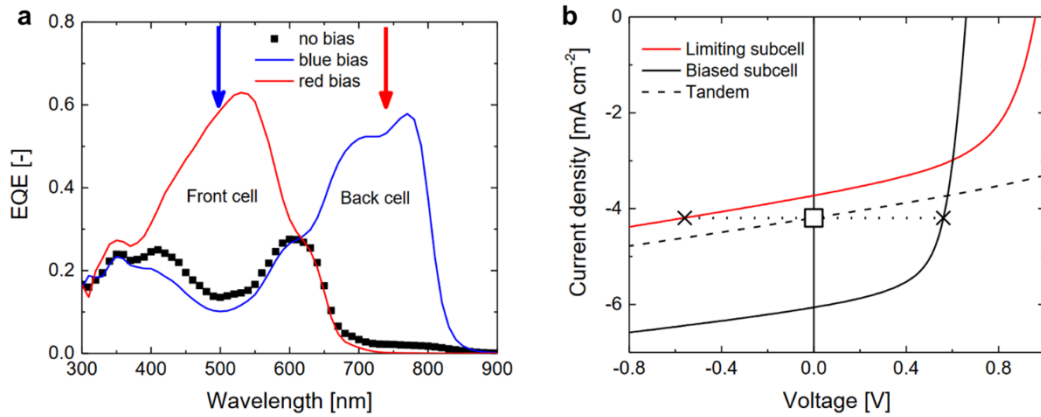 a
0.8
0.6
0.4
0.2
0.0
EQE [-]
no bias
blue bias
red bias
Front cell
Back cell
300 400 500 600 700 800 900
Wavelength [nm]
b
0
-2
-4
-6
Current density [mA cm-2]
Limiting subcell
Biased subcell
Tandem
-0.8 -0.4 0.0 0.4 0.8
Voltage [V]